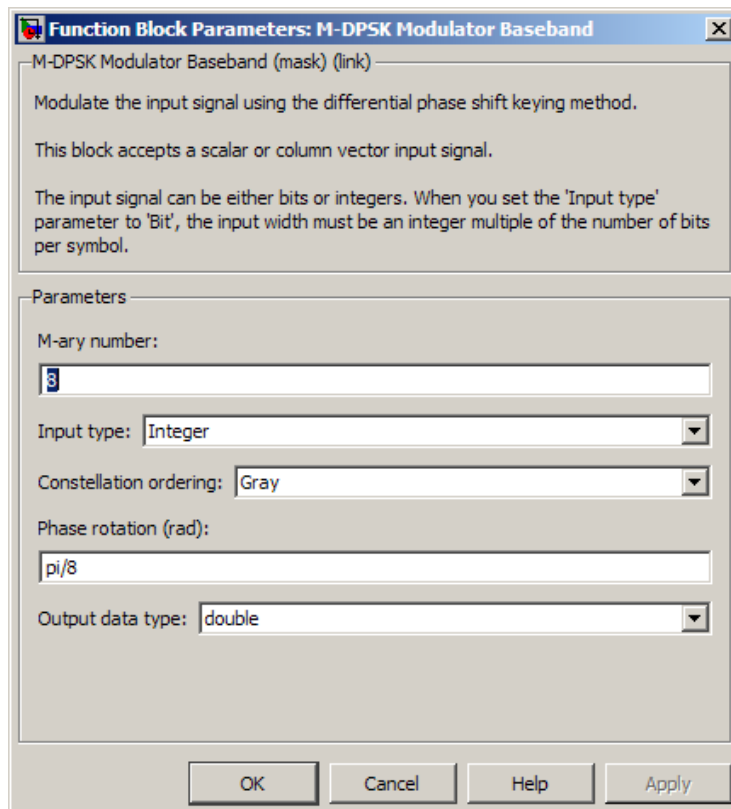 Function Block Parameters: M-DPSK Modulator Baseband
M-DPSK Modulator Baseband (mask) (link)
Modulate the input signal using the differential phase shift keying method.
This block accepts a scalar or column vector input signal.
The input signal can be either bits or integers. When you set the 'Input type'
parameter to 'Bit', the input width must be an integer multiple of the number of bits
per symbol.
Parameters
M-ary number:
8
Input type: Integer
Constellation ordering: Gray
Phase rotation (rad):
pi/8
Output data type: double
OK Cancel Help Apply